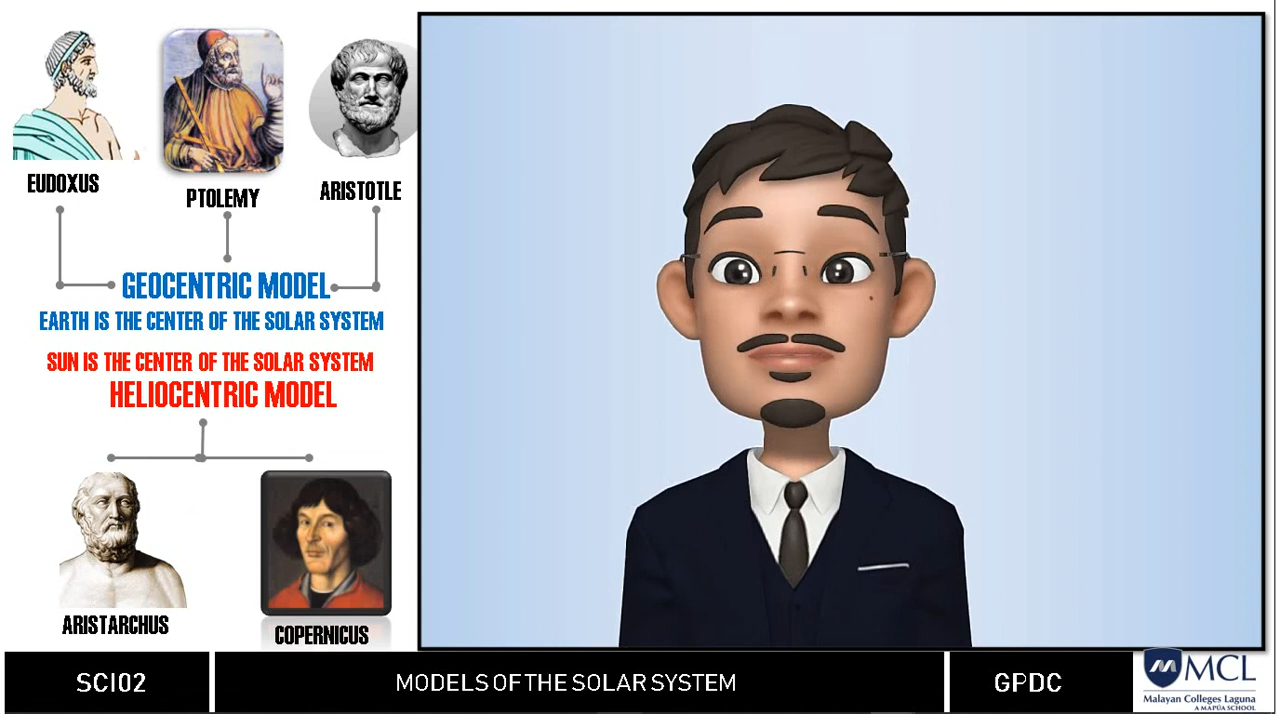 EUDOXUS
PTOLEMY
ARISTOTLE
GEOCENTRIC MODEL
EARTH IS THE CENTER OF THE SOLAR SYSTEM
SUN IS THE CENTER OF THE SOLAR SYSTEM
HELIOCENTRIC MODEL
ARISTARCHUS
COPERNICUS
SCI02
MODELS OF THE SOLAR SYSTEM
GPDC
MCL
Malayan Colleges Laguna
A MAPÚA SCHOOL